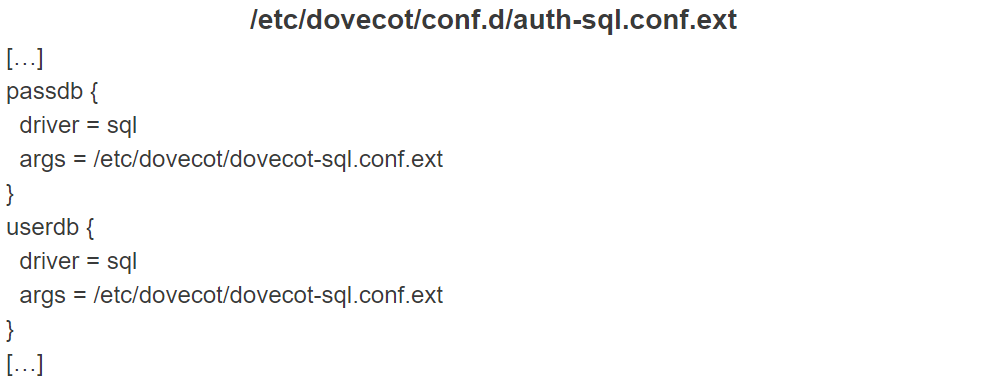 /etc/dovecot/conf.d/auth-sql.conf.ext
[…]
passdb {
driver = sql
args = /etc/dovecot/dovecot-sql.conf.ext
}
userdb {
driver = sql
args = /etc/dovecot/dovecot-sql.conf.ext
}
[…]